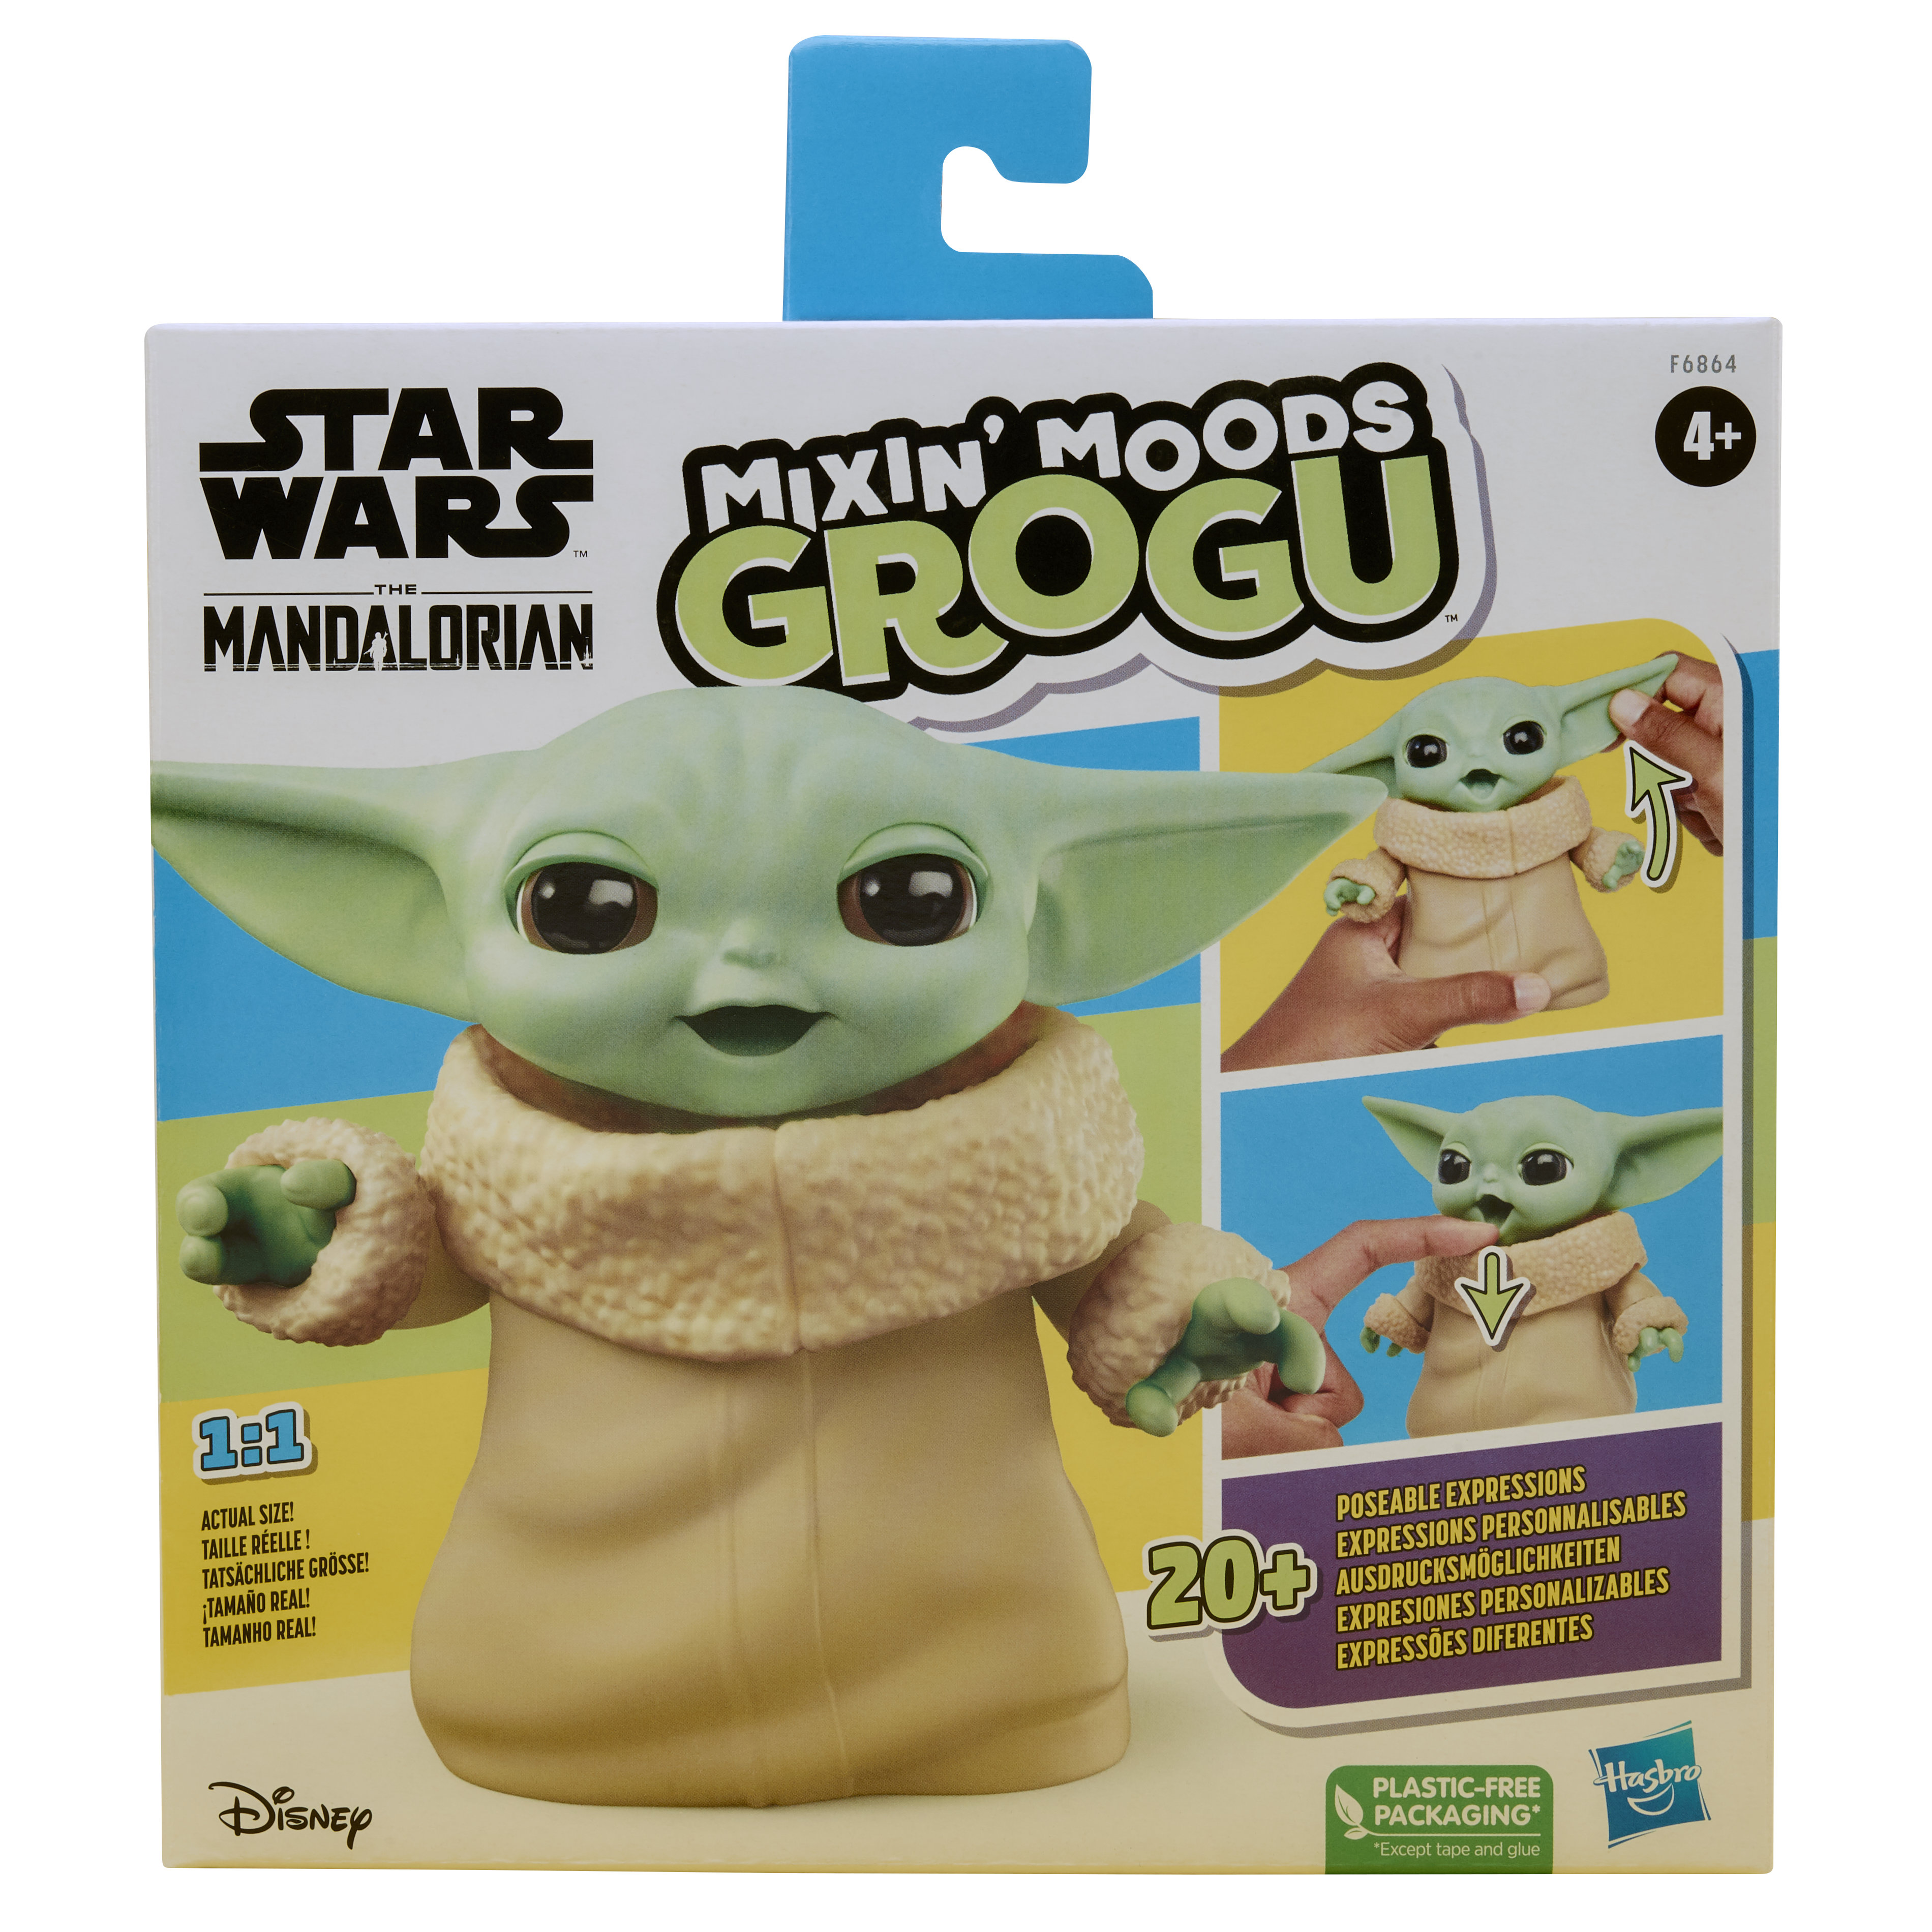 F6864
4+
STAR
WARS
™
THE
MANDALORIAN
MIXIN' MOODS
GROGU
™
1:1
ACTUAL SIZE!
TAILLE RÉELLE !
TATSÄCHLICHE GRÖSSE!
¡TAMAÑO REAL!
TAMANHO REAL!
20+
POSEABLE EXPRESSIONS
EXPRESSIONS PERSONNALISABLES
AUSDRUCKSMÖGLICHKEITEN
EXPRESIONES PERSONALIZABLES
EXPRESSÕES DIFERENTES
Disney
PLASTIC-FREE
PACKAGING*
*Except tape and glue
Hasbro